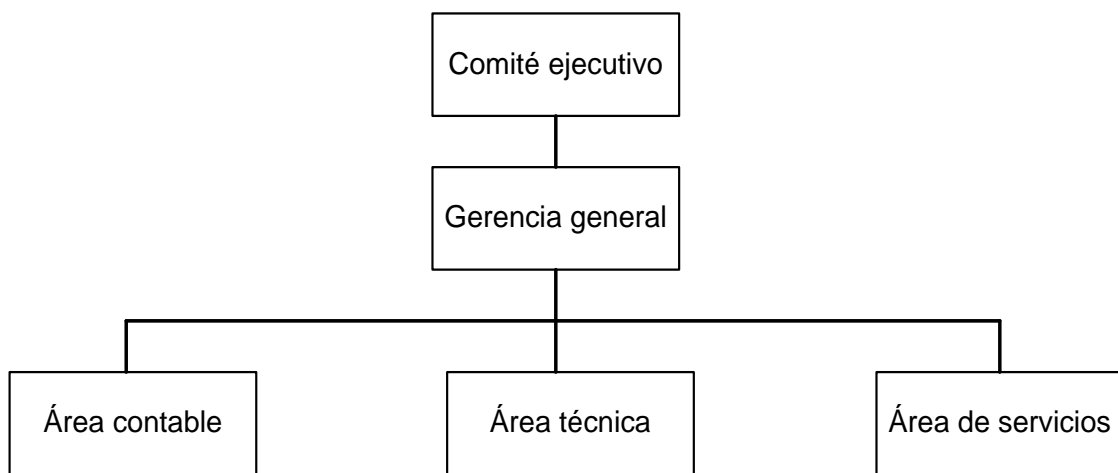 Comité ejecutivo
Gerencia general
Área contable
Área técnica
Área de servicios